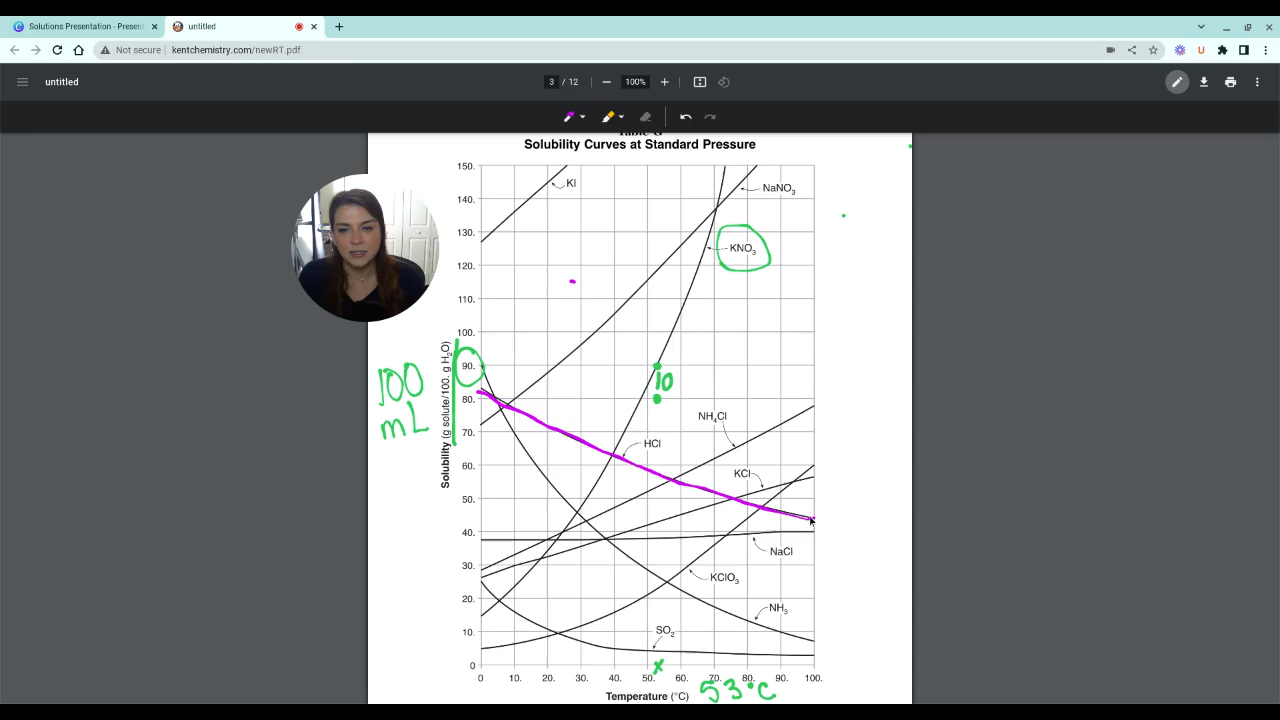 Solutions Presentation - Present
untitled
Not secure
kentchemistry.com/newRT.pdf
untitled
3 / 12
100%
Table G
Solubility Curves at Standard Pressure
150.
KI
NaNO₃
140.
130.
KNO₃
120.
110.
100.
90.
10
100
mL
80.
NH₄Cl
70.
HCl
60.
KCl
50.
40.
NaCl
30.
KClO₃
20.
NH₃
10.
SO₂
0
x
Solubility (g solute/100. g H₂O)
0 10. 20. 30. 40. 50. 60. 70. 80. 90. 100.
Temperature (°C)
53°C